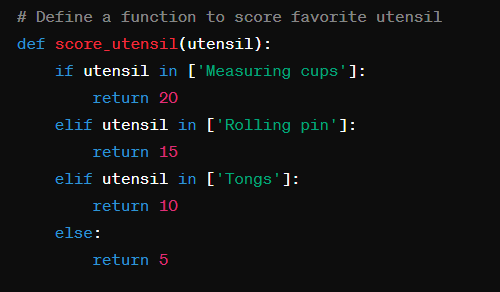 # Define a function to score favorite utensil
def score_utensil(utensil):
    if utensil in ['Measuring cups']:
        return 20
    elif utensil in ['Rolling pin']:
        return 15
    elif utensil in ['Tongs']:
        return 10
    else:
        return 5